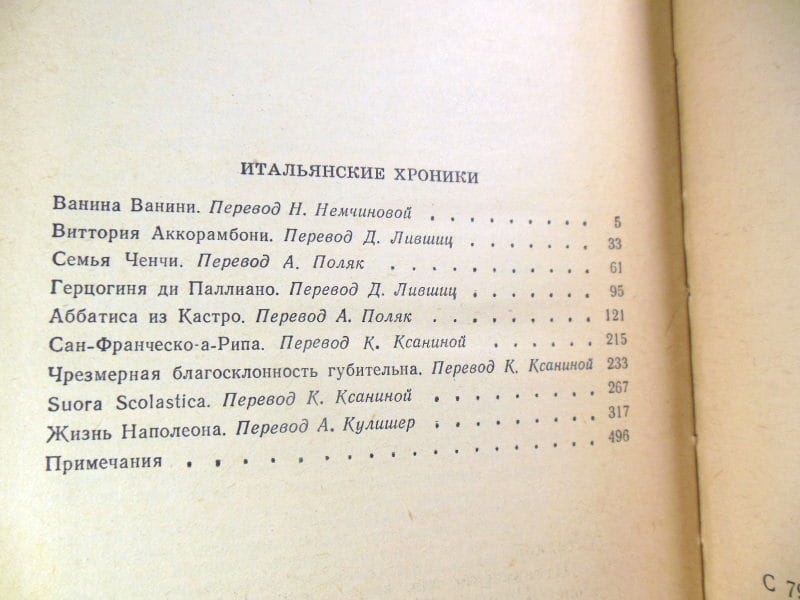 ИТАЛЬЯНСКИЕ ХРОНИКИ
Ванина Ванини. Перевод Н. Немчиновой . . . . . . . . 5
Виттория Аккорамбони. Перевод Д. Лившиц . . . . . . . 33
Семья Ченчи. Перевод А. Поляк . . . . . . . . . . 61
Герцогиня ди Паллиано. Перевод Д. Лившиц . . . . . . . 95
Аббатиса из Кастро. Перевод А. Поляк . . . . . . . . . 121
Сан-Франческо-а-Рипа. Перевод К. Ксаниной . . . . . . 215
Чрезмерная благосклонность губительна. Перевод К. Ксаниной 233
Suora Scolastica. Перевод К. Ксаниной . . . . . . . . 267
Жизнь Наполеона. Перевод А. Кулишер . . . . . . . . 317
Примечания . . . . . . . . . . . . . . . . . 496
С 79